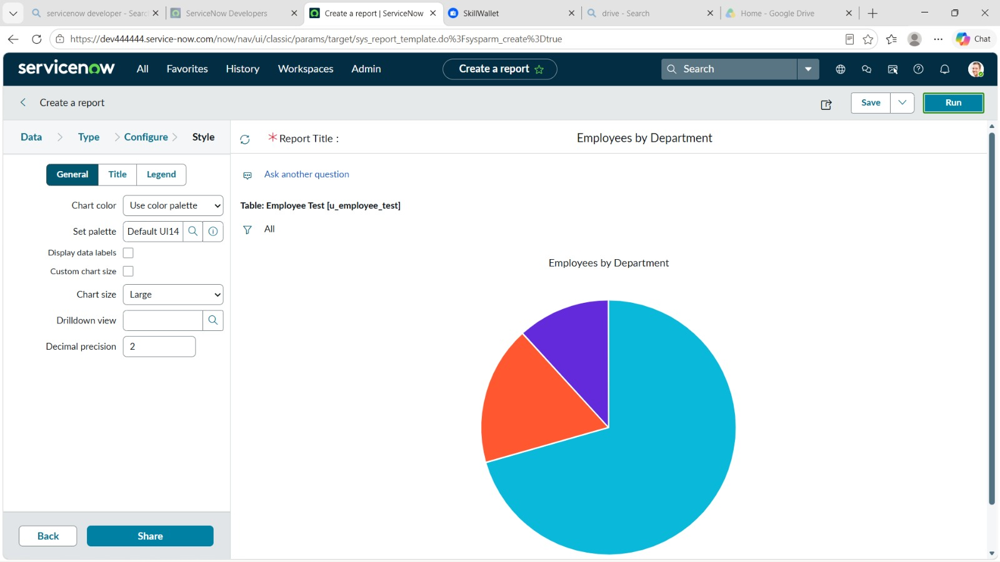 servicenow developer - Searc
ServiceNow Developers
Create a report | ServiceNow
SkillWallet
drive - Search
Home - Google Drive
https://dev444444.service-now.com/now/nav/ui/classic/params/target/sys_report_template.do%3Fsysparm_create%3Dtrue
Chat
servicenow
All
Favorites
History
Workspaces
Admin
Create a report
Search
Create a report
Save
Run
Data
Type
Configure
Style
* Report Title :
Employees by Department
General
Title
Legend
Ask another question
Chart color
Use color palette
Table: Employee Test [u_employee_test]
Set palette
Default UI14
All
Display data labels
Custom chart size
Employees by Department
Chart size
Large
Drilldown view
Decimal precision
2
Back
Share